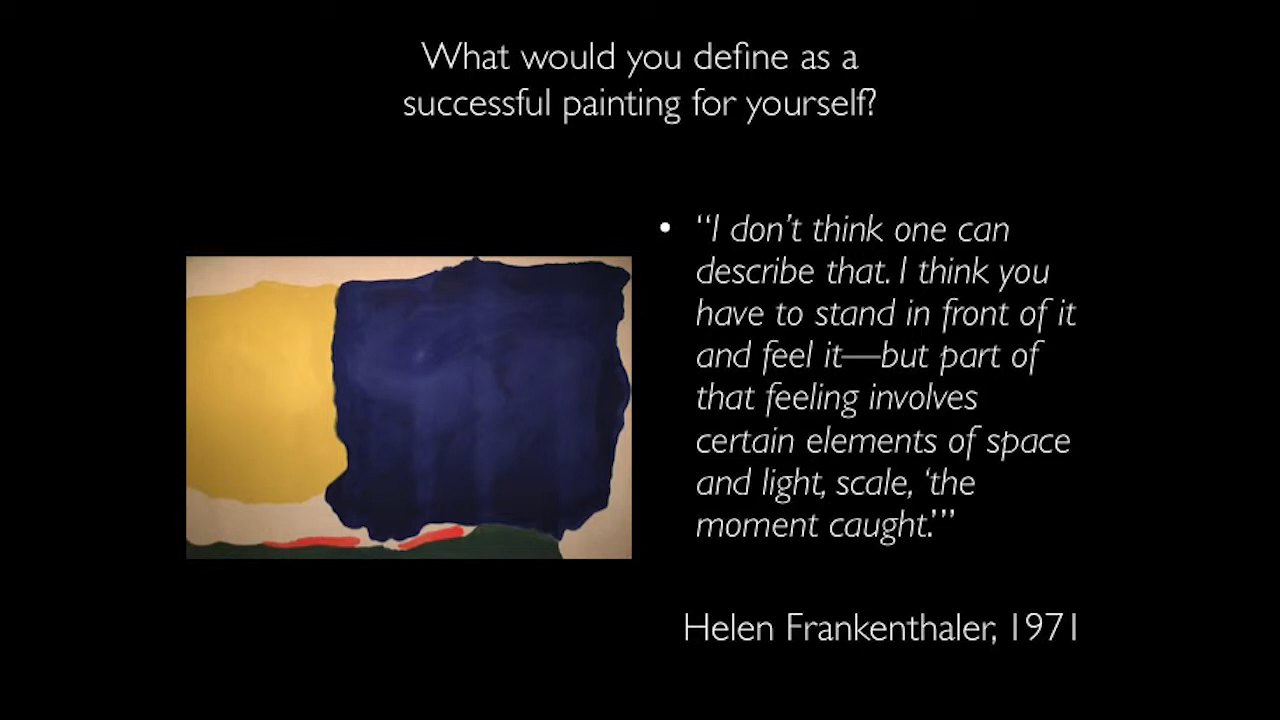 What would you define as a
successful painting for yourself?
• “I don’t think one can
describe that. I think you
have to stand in front of it
and feel it—but part of
that feeling involves
certain elements of space
and light, scale, ‘the
moment caught.’”
Helen Frankenthaler, 1971